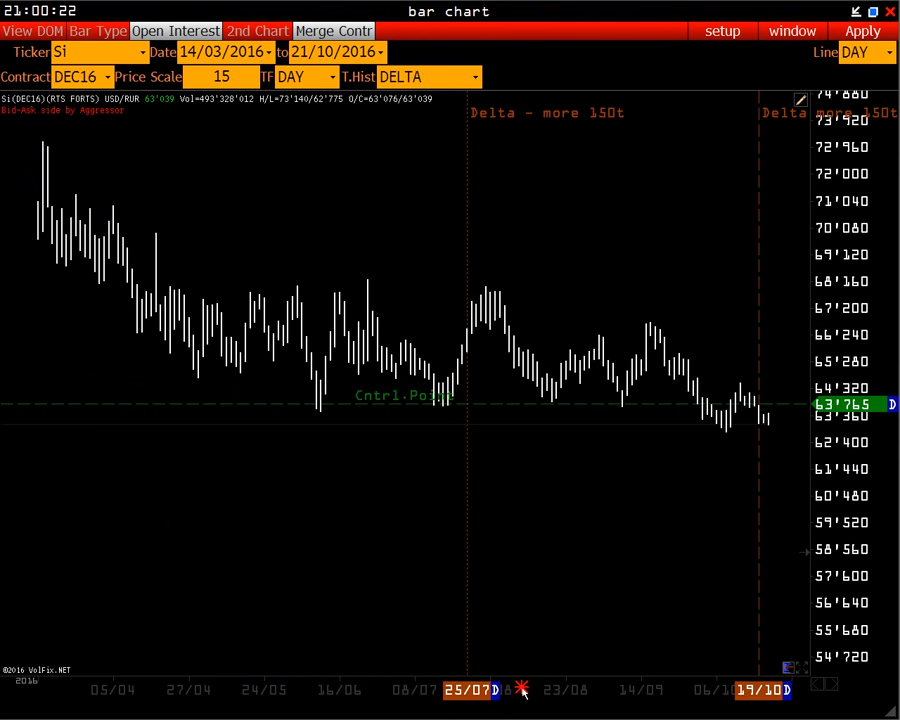 21:00:22 bar chart
View DOM Bar Type Open Interest 2nd Chart Merge Contr setup window Apply
Ticker Si Date 14/03/2016 to 21/10/2016 Line DAY
Contract DEC16 Price Scale 15 TF DAY T.Hist DELTA
Si(DEC16)(RTS FORTS) USD/RUR 63'039 Vol=493'328'012 H/L=73'140/62'775 O/C=63'076/63'039
Bid-Ask side by Aggressor
Delta - more 150t
Delta more 150t
74'880
73'920
72'960
72'000
71'040
70'080
69'120
68'160
67'200
66'240
65'280
64'320
Cntrl.Point
63'765 D
63'360
62'400
61'440
60'480
59'520
58'560
57'600
56'640
55'680
54'720
©2016 VolFix.NET
2016
05/04 27/04 24/05 16/06 08/07 25/07 D 23/08 14/09 06/10 19/10 D